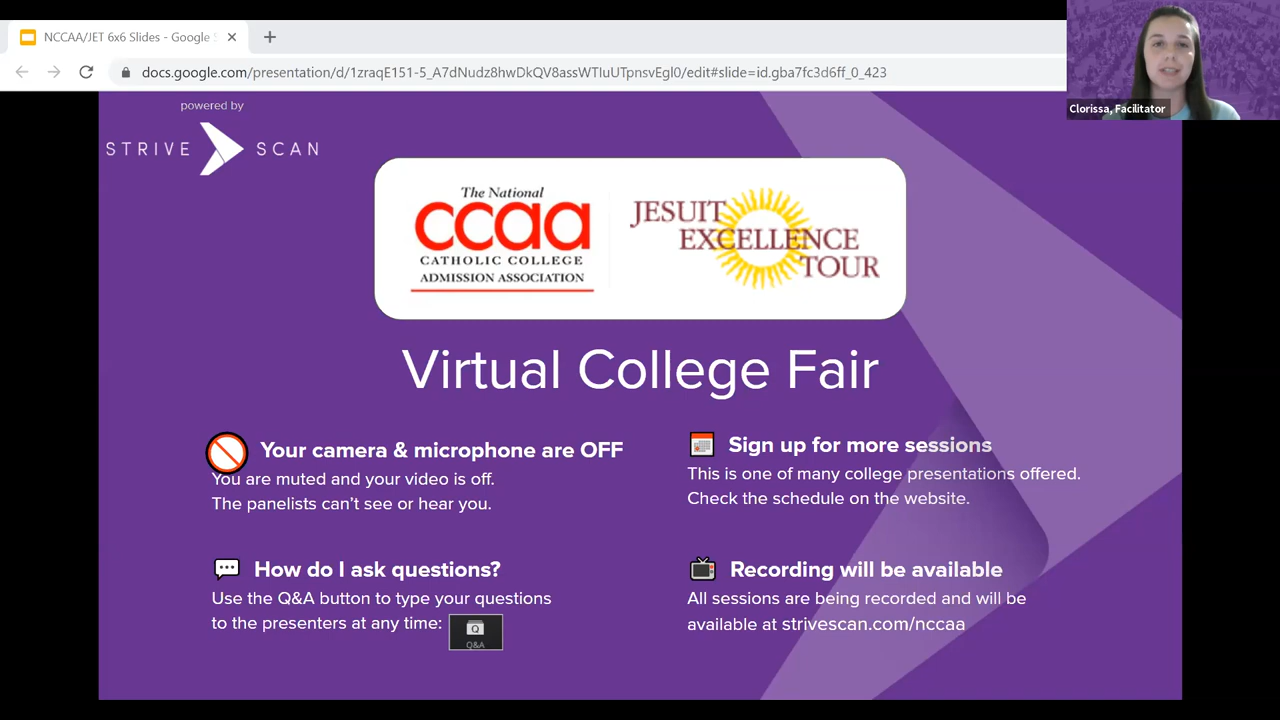 NCCAA/JET 6x6 Slides - Google S
docs.google.com/presentation/d/1zraqE151-5_A7dNudz8hwDkQV8assWTIuUTpnsvEgl0/edit#slide=id.gba7fc3d6ff_0_423
Clorissa, Facilitator
powered by
STRIVE SCAN
The National
ccaa
CATHOLIC COLLEGE
ADMISSION ASSOCIATION
JESUIT
EXCELLENCE
TOUR
Virtual College Fair
Your camera & microphone are OFF
You are muted and your video is off.
The panelists can't see or hear you.
Sign up for more sessions
This is one of many college presentations offered.
Check the schedule on the website.
How do I ask questions?
Use the Q&A button to type your questions
to the presenters at any time:
Q
Q&A
Recording will be available
All sessions are being recorded and will be
available at strivescan.com/nccaa